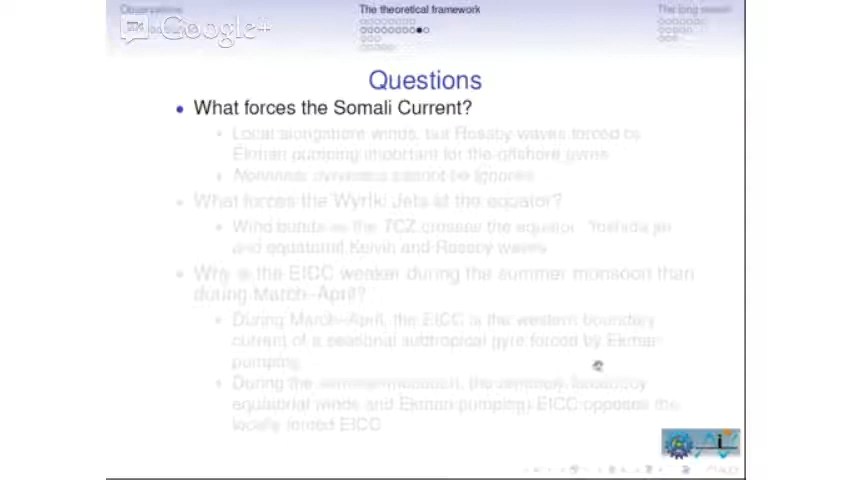 Observations
The theoretical framework
The long
Google+
Questions
What forces the Somali Current?
Local alongshore winds, but Rossby waves forced by
Ekman pumping important for the offshore gyres
Nonlinear dynamics cannot be ignored
What forces the Wyrtki Jets at the equator?
Wind bursts as the TCZ crosses the equator. Yoshida jet
and equatorial Kelvin and Rossby waves
Why is the EICC weaker during the summer monsoon than
during March–April?
During March–April, the EICC is the western boundary
current of a seasonal subtropical gyre forced by Ekman
pumping
During the summer monsoon, the remotely forced (by
equatorial winds and Ekman pumping) EICC opposes the
locally forced EICC